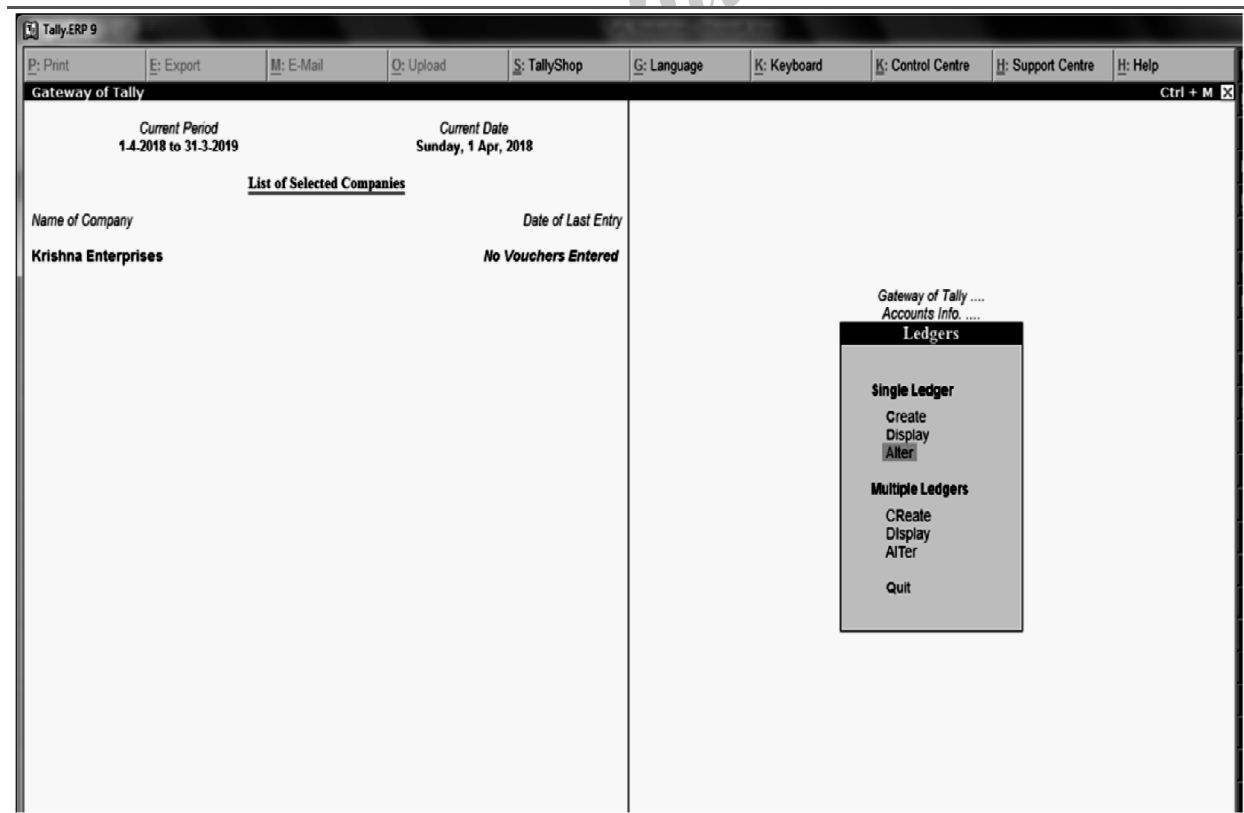 Tally.ERP 9
P: Print E: Export M: E-Mail O: Upload S: TallyShop G: Language K: Keyboard K: Control Centre H: Support Centre H: Help
Gateway of Tally Ctrl + M X
Current Period Current Date
1-4-2018 to 31-3-2019 Sunday, 1 Apr, 2018
List of Selected Companies
Name of Company Date of Last Entry
Krishna Enterprises No Vouchers Entered
Gateway of Tally ....
Accounts Info. ....
Ledgers
Single Ledger
Create
Display
Alter
Multiple Ledgers
CReate
DIsplay
AlTer
Quit